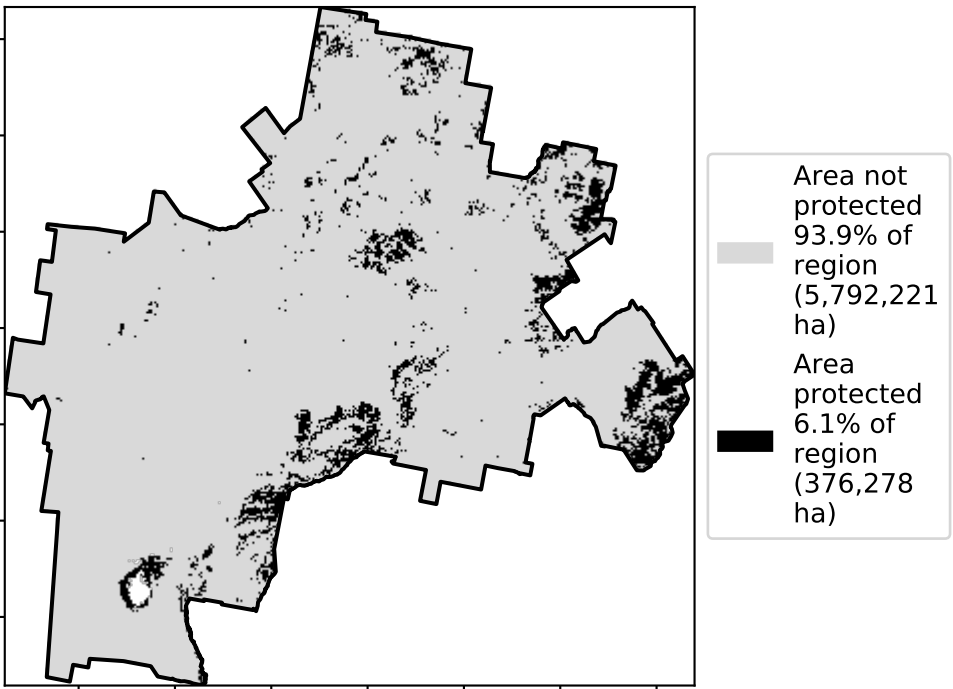 Area not
protected
93.9% of
region
(5,792,221
ha)
Area
protected
6.1% of
region
(376,278
ha)